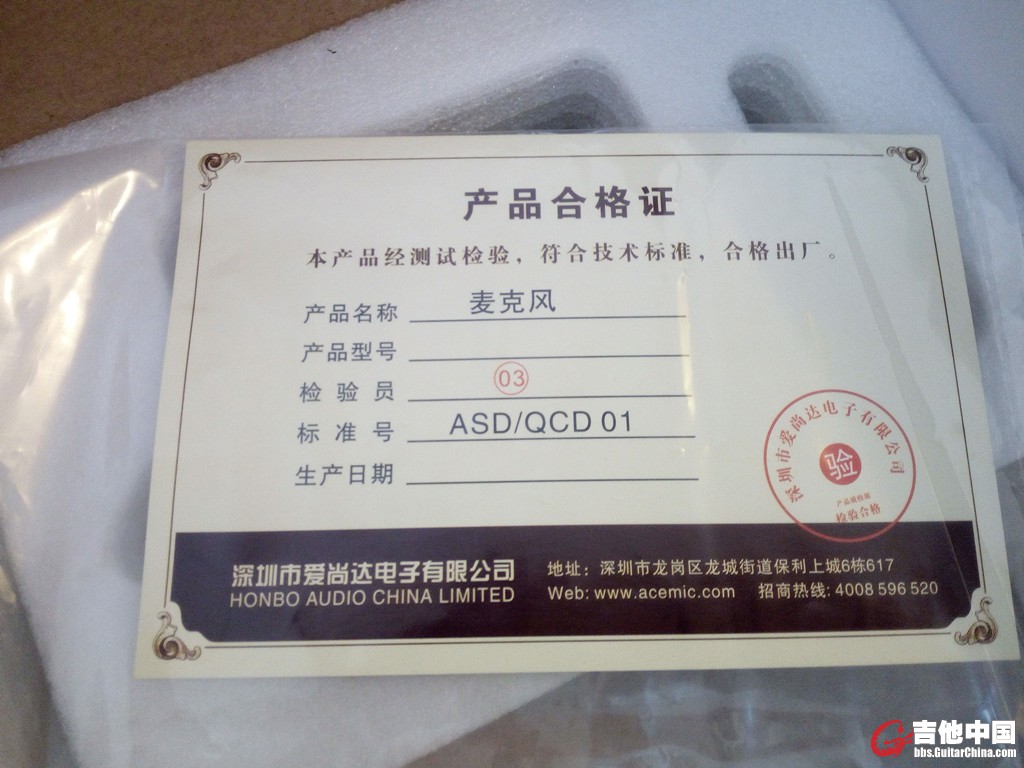 产品合格证
本产品经测试检验，符合技术标准，合格出厂。
产品名称 麦克风
产品型号
检验员 03
标准号 ASD/QCD 01
生产日期
深圳市爱尚达电子有限公司
验
检验合格
深圳市爱尚达电子有限公司
HONBO AUDIO CHINA LIMITED
地址：深圳市龙岗区龙城街道保利上城6栋617
Web: www.acemic.com 招商热线: 4008 596 520
吉他中国
bbs.GuitarChina.com